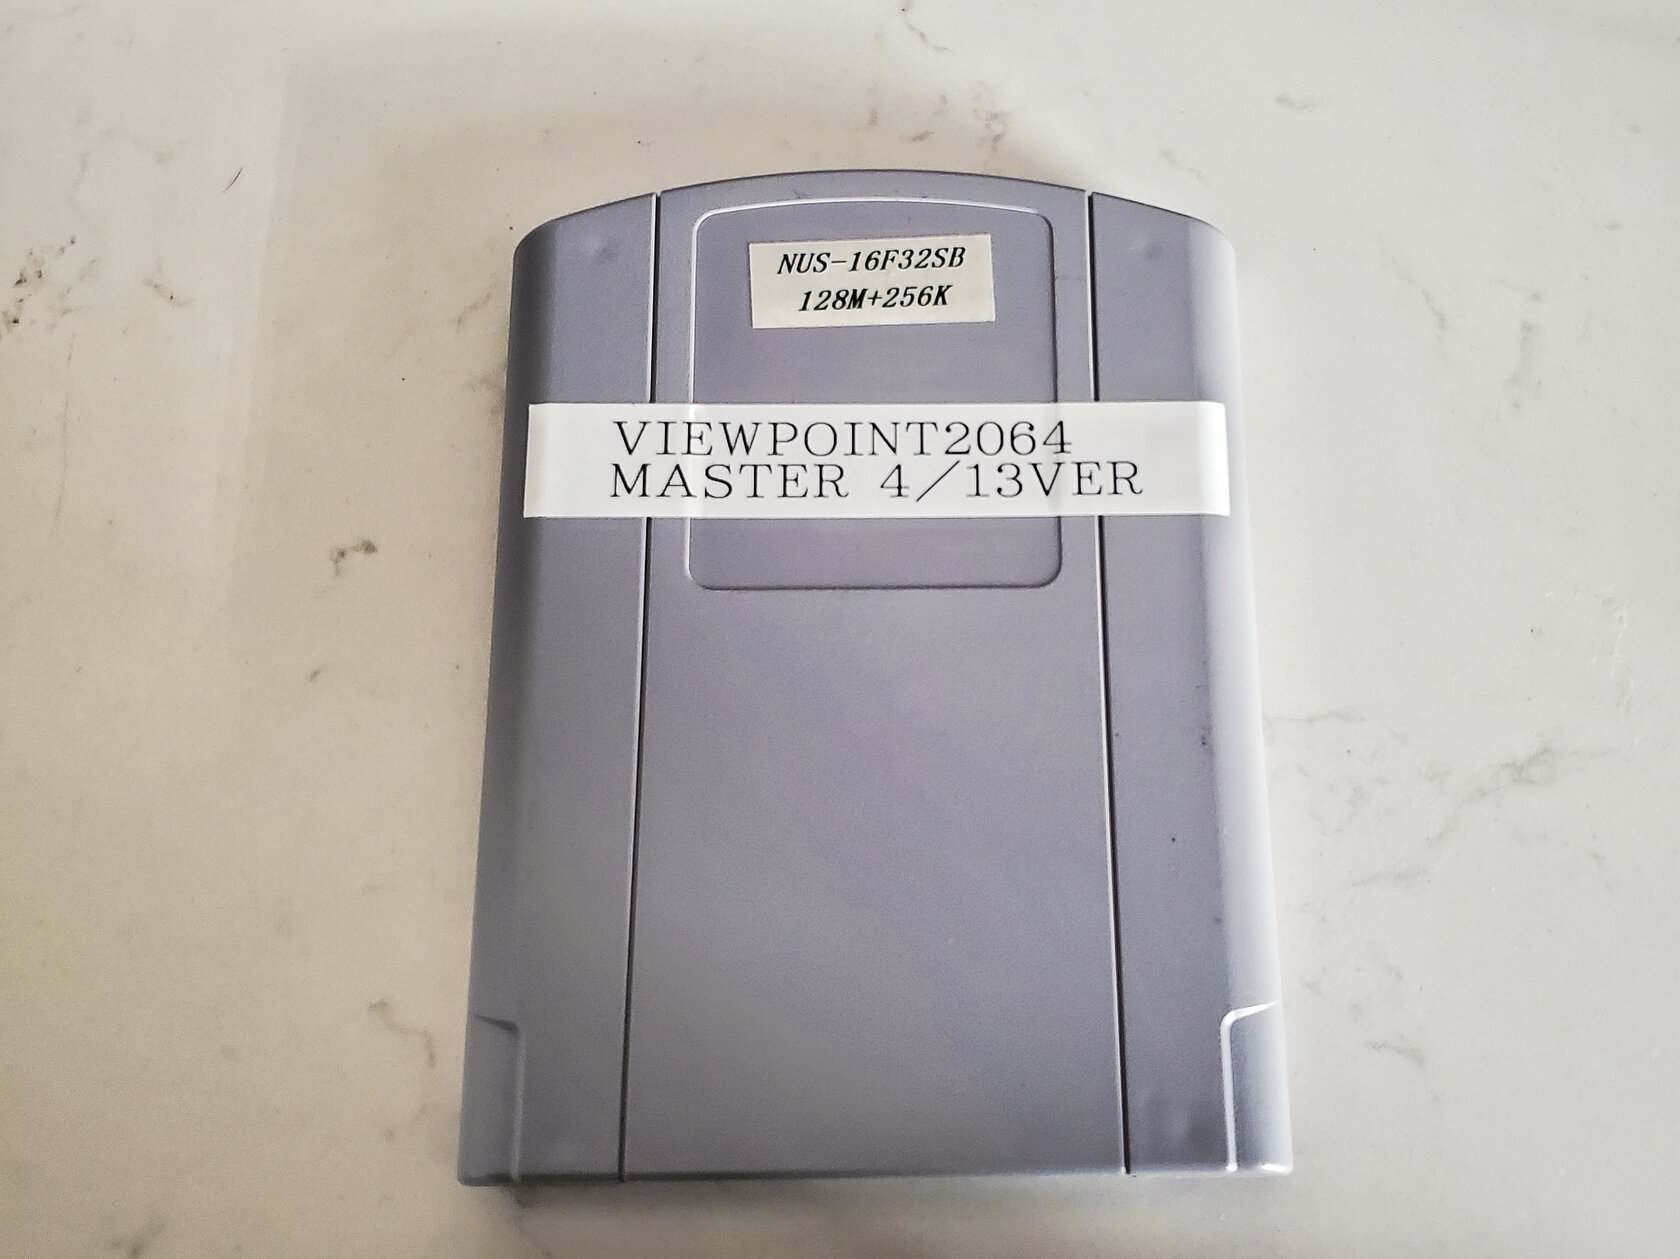 NUS-16F32SB
128M+256K
VIEWPOINT2064
MASTER 4/13VER